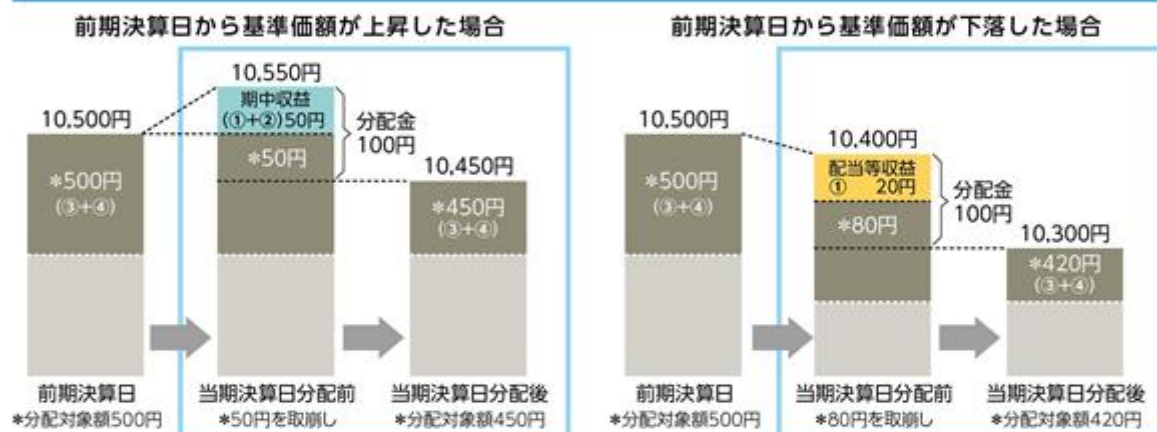 前期決算日から基準価額が上昇した場合
10,550円
期中収益
(①+②)50円
10,500円
分配金
100円
*50円
10,450円
*500円
(③+④)
*450円
(③+④)
前期決算日
*分配対象額500円
当期決算日分配前
*50円を取崩し
当期決算日分配後
*分配対象額450円
前期決算日から基準価額が下落した場合
10,500円
10,400円
配当等収益
① 20円
*500円
(③+④)
分配金
100円
*80円
10,300円
*420円
(③+④)
前期決算日
*分配対象額500円
当期決算日分配前
*80円を取崩し
当期決算日分配後
*分配対象額420円